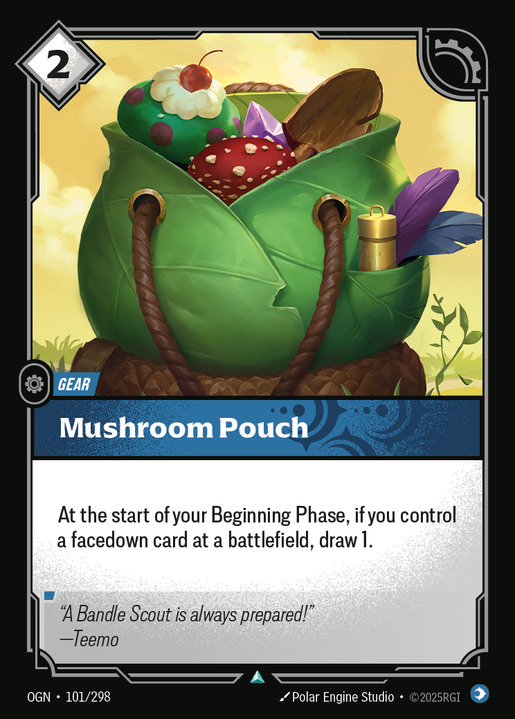 2
GEAR
Mushroom Pouch
At the start of your Beginning Phase, if you control
a facedown card at a battlefield, draw 1.
“A Bandle Scout is always prepared!”
—Teemo
OGN • 101/298
Polar Engine Studio • ©2025RGI